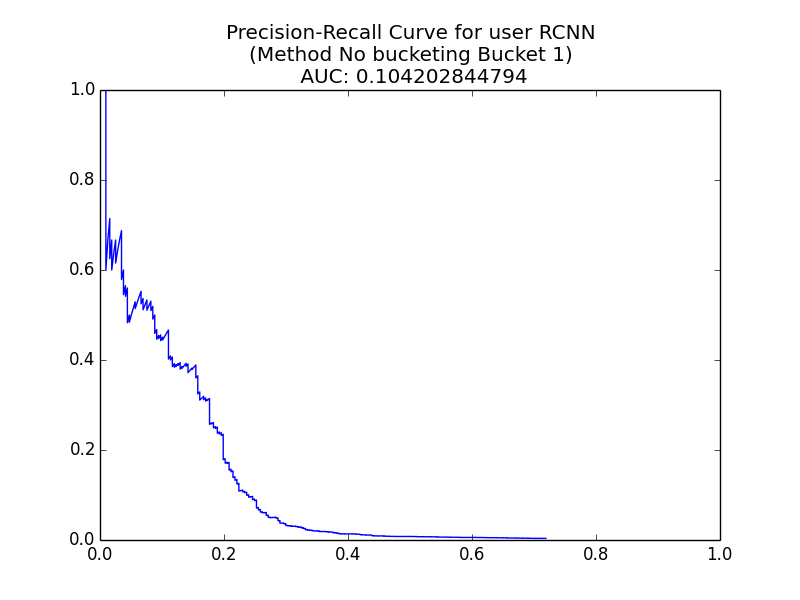 Precision-Recall Curve for user RCNN
(Method No bucketing Bucket 1)
AUC: 0.104202844794
1.0
0.8
0.6
0.4
0.2
0.0
0.0 0.2 0.4 0.6 0.8 1.0